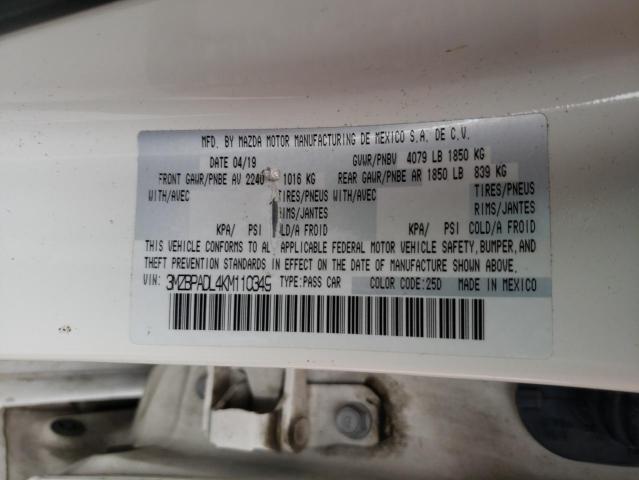 MFD. BY MAZDA MOTOR MANUFACTURING DE MEXICO S.A. DE C.V.
DATE 04/19 GVWR/PNBV 4079 LB 1850 KG
FRONT GAWR/PNBE AV 2240 1016 KG REAR GAWR/PNBE AR 1850 LB 839 KG
WITH/AVEC TIRES/PNEUS WITH/AVEC TIRES/PNEUS
RIMS/JANTES RIMS/JANTES
KPA/ PSI COLD/A FROID KPA/ PSI COLD/A FROID
THIS VEHICLE CONFORMS TO AL APPLICABLE FEDERAL MOTOR VEHICLE SAFETY, BUMPER, AND
THEFT PREVENTION STANDARDS IN EFFECT ON THE DATE OF MANUFACTURE SHOWN ABOVE.
VIN: 3MZBPADL4KM110349 TYPE:PASS CAR COLOR CODE:25D MADE IN MEXICO